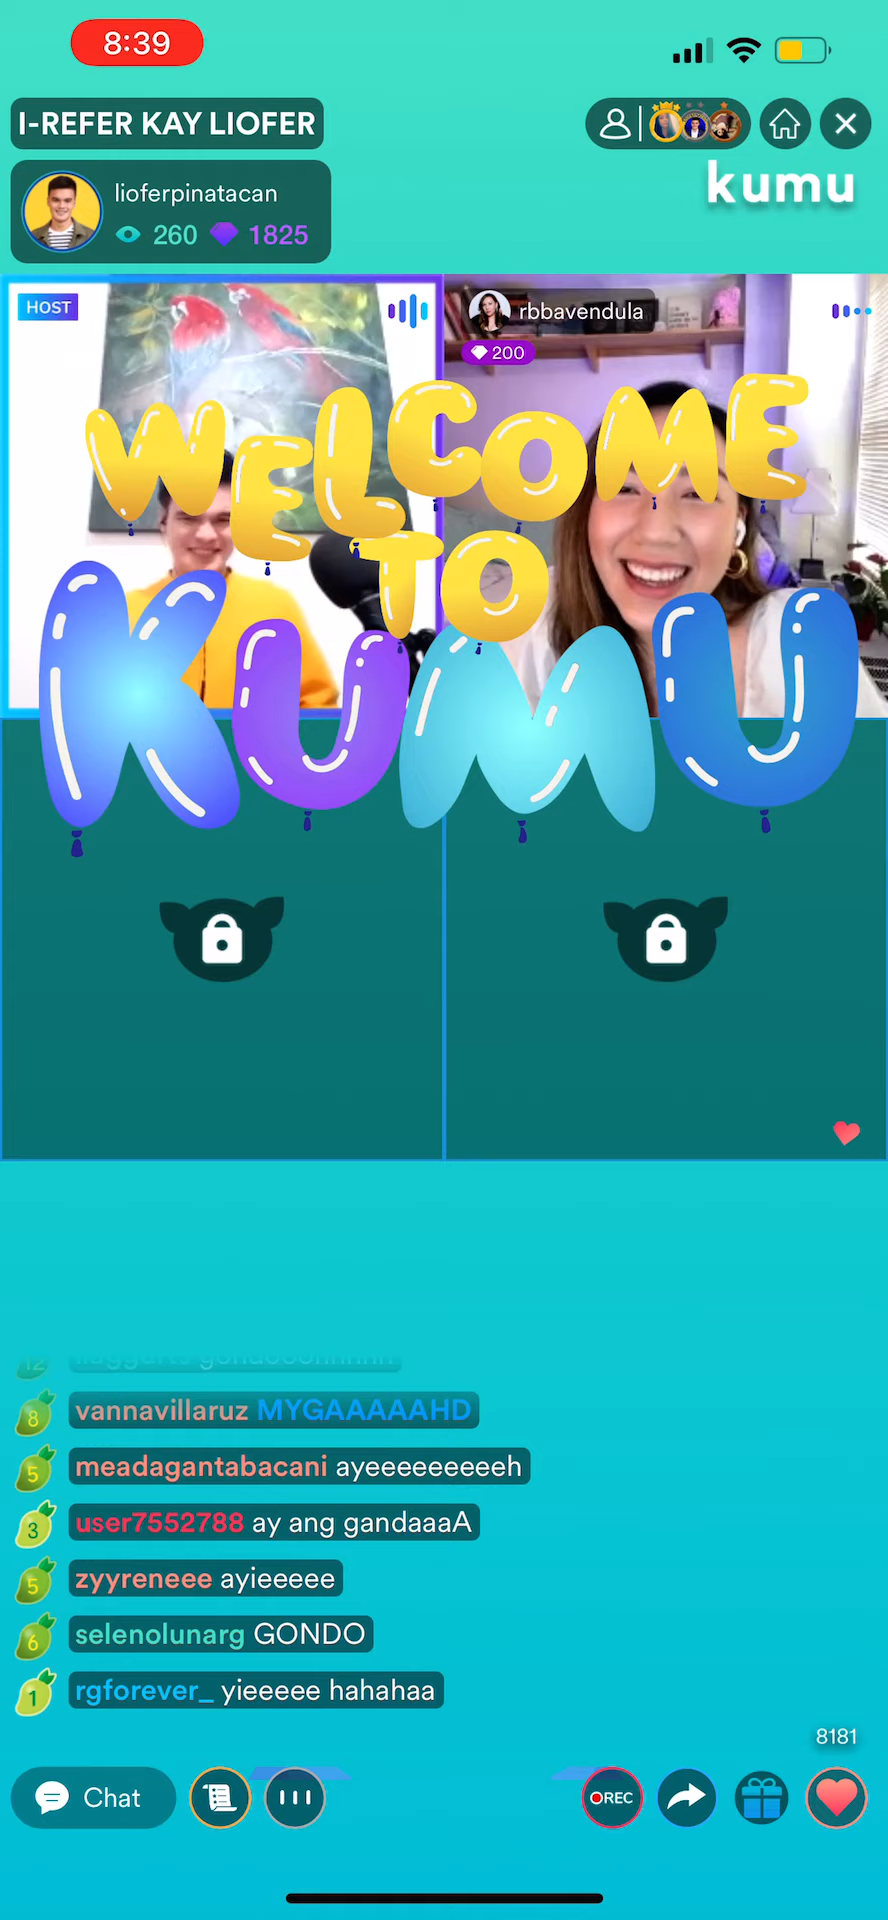 8:39
I-REFER KAY LIOFER
lioferpinatacan
260 1825
kumu
HOST
rbbavendula
200
WELCOME
TO
KUMU
12
8 vannavillaruz MYGAAAAAHD
5 meadagantabacani ayeeeeeeeeeh
3 user7552788 ay ang gandaaaA
5 zyyreneee ayieeeee
6 selenolunarg GONDO
1 rgforever_ yieeeee hahahaa
8181
Chat
REC